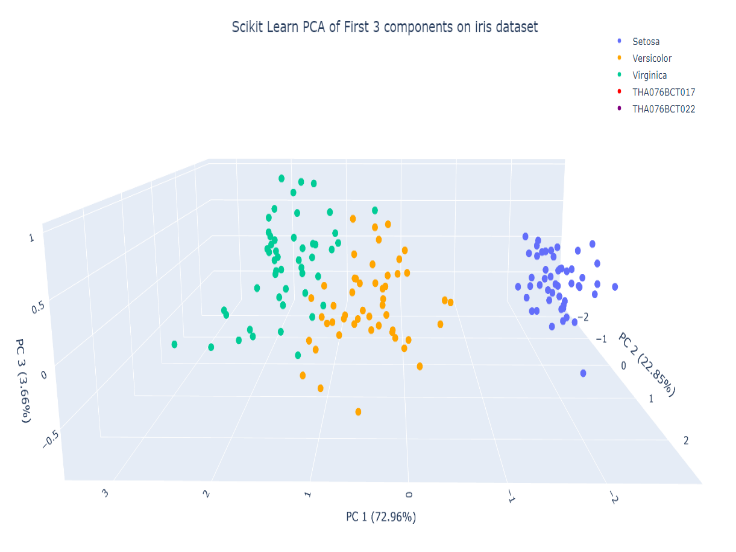 Scikit Learn PCA of First 3 components on iris dataset
Setosa
Versicolor
Virginica
THA076BCT017
THA076BCT022
1
0.5
0
−0.5
PC 3 (3.66%)
−2
−1
0
1
2
PC 2 (22.85%)
3
2
1
0
−1
−2
PC 1 (72.96%)